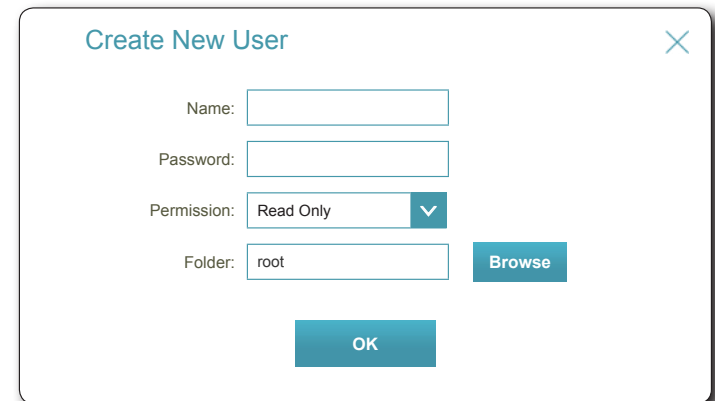 Create New User
Name:
Password:
Permission: Read Only
Folder: root Browse
OK